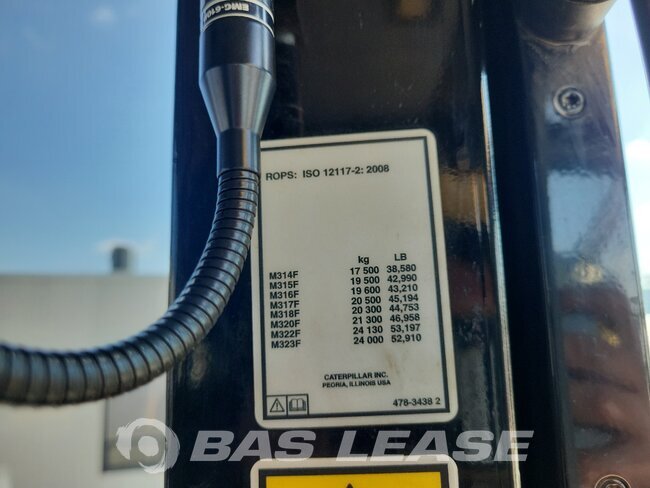 EMG-610
ROPS: ISO 12117-2: 2008
kg LB
M314F 17 500 38,580
M315F 19 500 42,990
M316F 19 600 43,210
M317F 20 500 45,194
M318F 20 300 44,753
M320F 21 300 46,958
M322F 24 130 53,197
M323F 24 000 52,910
CATERPILLAR INC.
PEORIA, ILLINOIS USA
478-3438 2
BAS LEASE